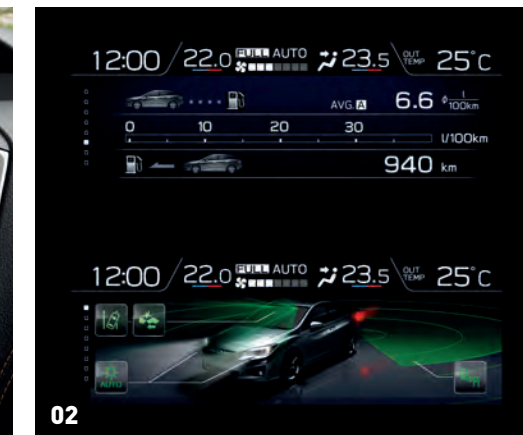 12:00 22.0 FULL AUTO 23.5 OUT TEMP 25°C
AVG. A 6.6 ϕ l/100km
0 10 20 30
l/100km
940 km
12:00 22.0 FULL AUTO 23.5 OUT TEMP 25°C
AUTO
02